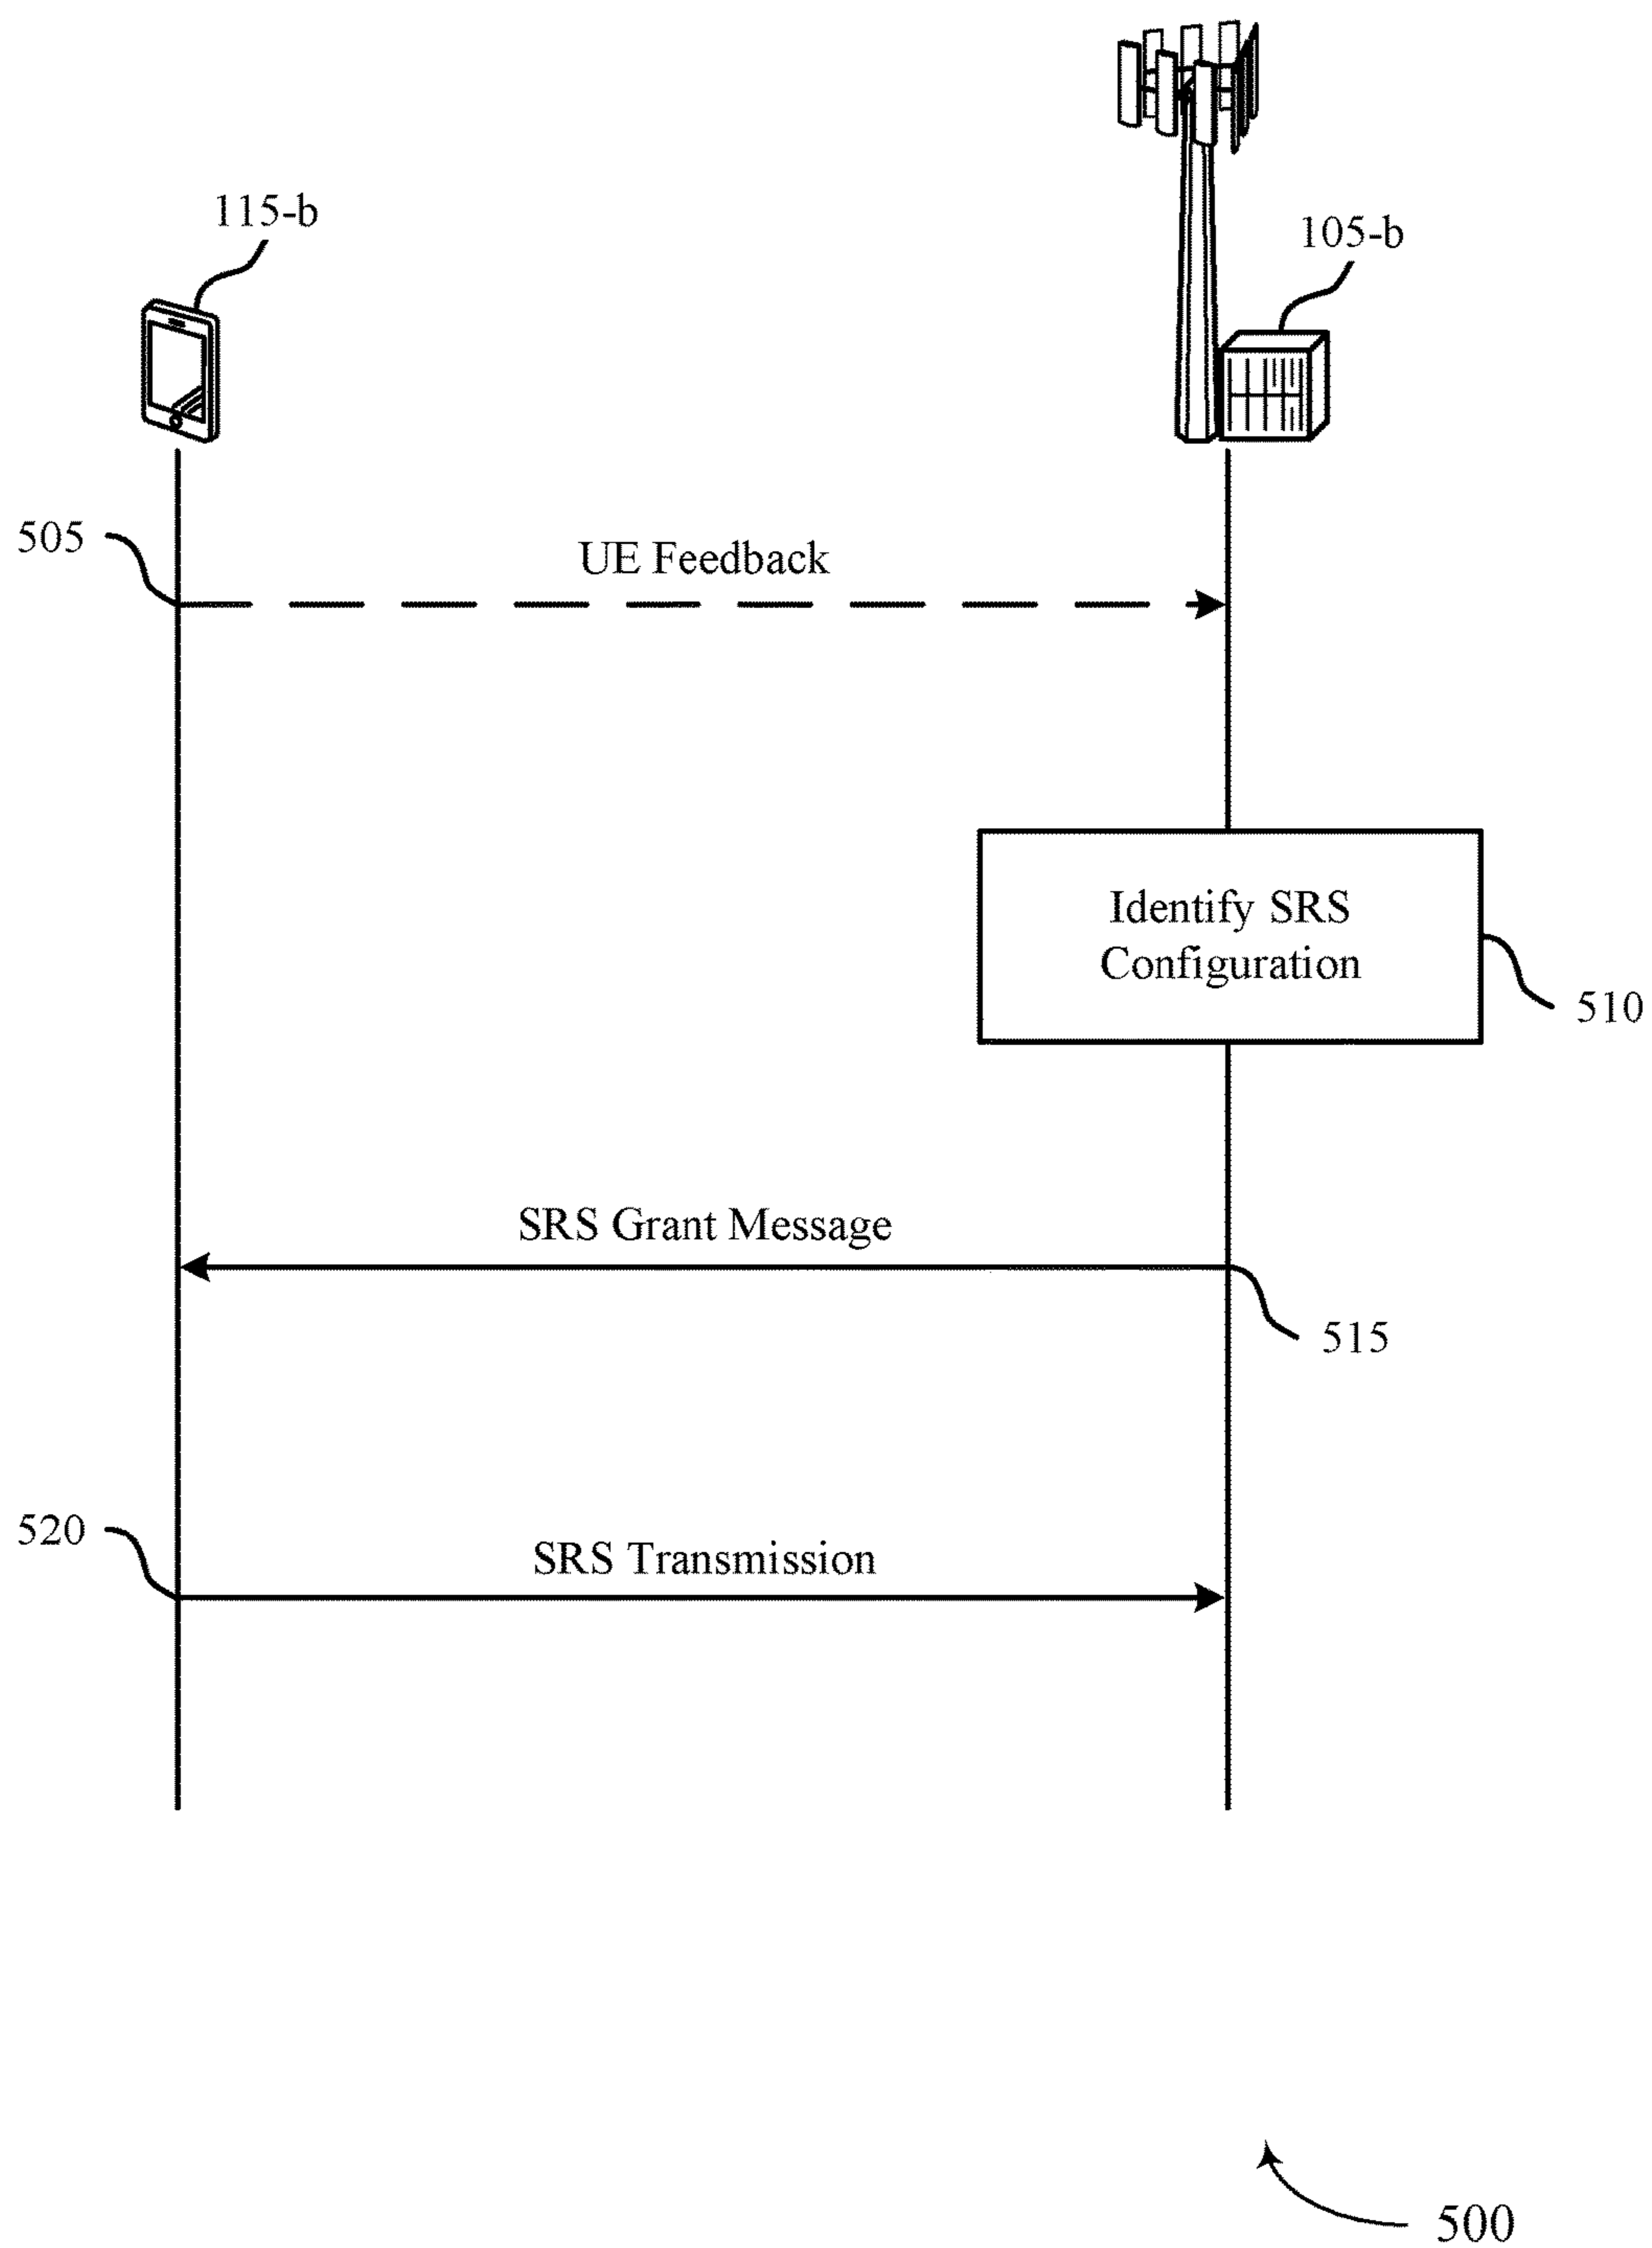 115-b
105-b
505
UE Feedback
Identify SRS
Configuration
510
SRS Grant Message
515
520
SRS Transmission
500